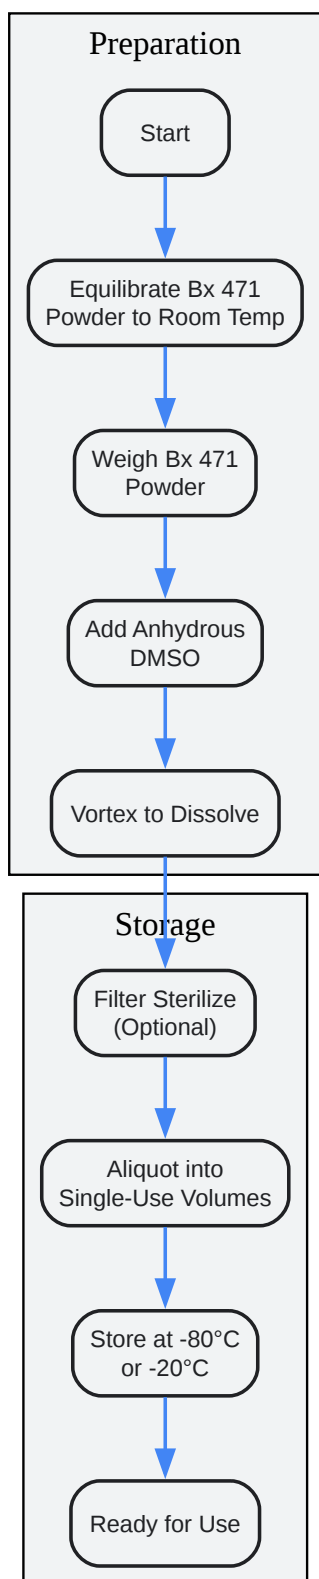 Preparation
Start
Equilibrate Bx 471
Powder to Room Temp
Weigh Bx 471
Powder
Add Anhydrous
DMSO
Vortex to Dissolve
Storage
Filter Sterilize
(Optional)
Aliquot into
Single-Use Volumes
Store at -80°C
or -20°C
Ready for Use